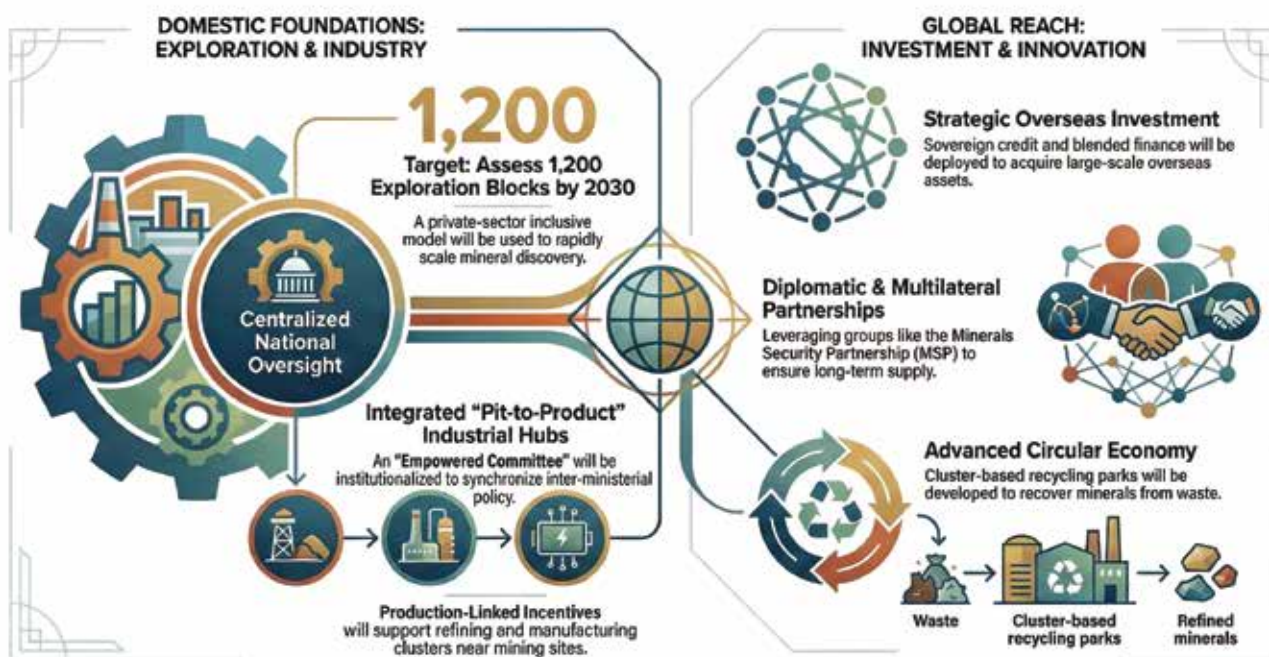 DOMESTIC FOUNDATIONS:
EXPLORATION & INDUSTRY
1,200
Target: Assess 1,200
Exploration Blocks by 2030
A private-sector inclusive
model will be used to rapidly
scale mineral discovery.
Centralized
National
Oversight
Integrated “Pit-to-Product”
Industrial Hubs
An “Empowered Committee” will be
institutionalized to synchronize inter-ministerial
policy.
Production-Linked Incentives
will support refining and manufacturing
clusters near mining sites.
GLOBAL REACH:
INVESTMENT & INNOVATION
Strategic Overseas Investment
Sovereign credit and blended finance will be
deployed to acquire large-scale overseas
assets.
Diplomatic & Multilateral
Partnerships
Leveraging groups like the Minerals
Security Partnership (MSP) to
ensure long-term supply.
Advanced Circular Economy
Cluster-based recycling parks will be
developed to recover minerals from waste.
Waste
Cluster-based
recycling parks
Refined
minerals